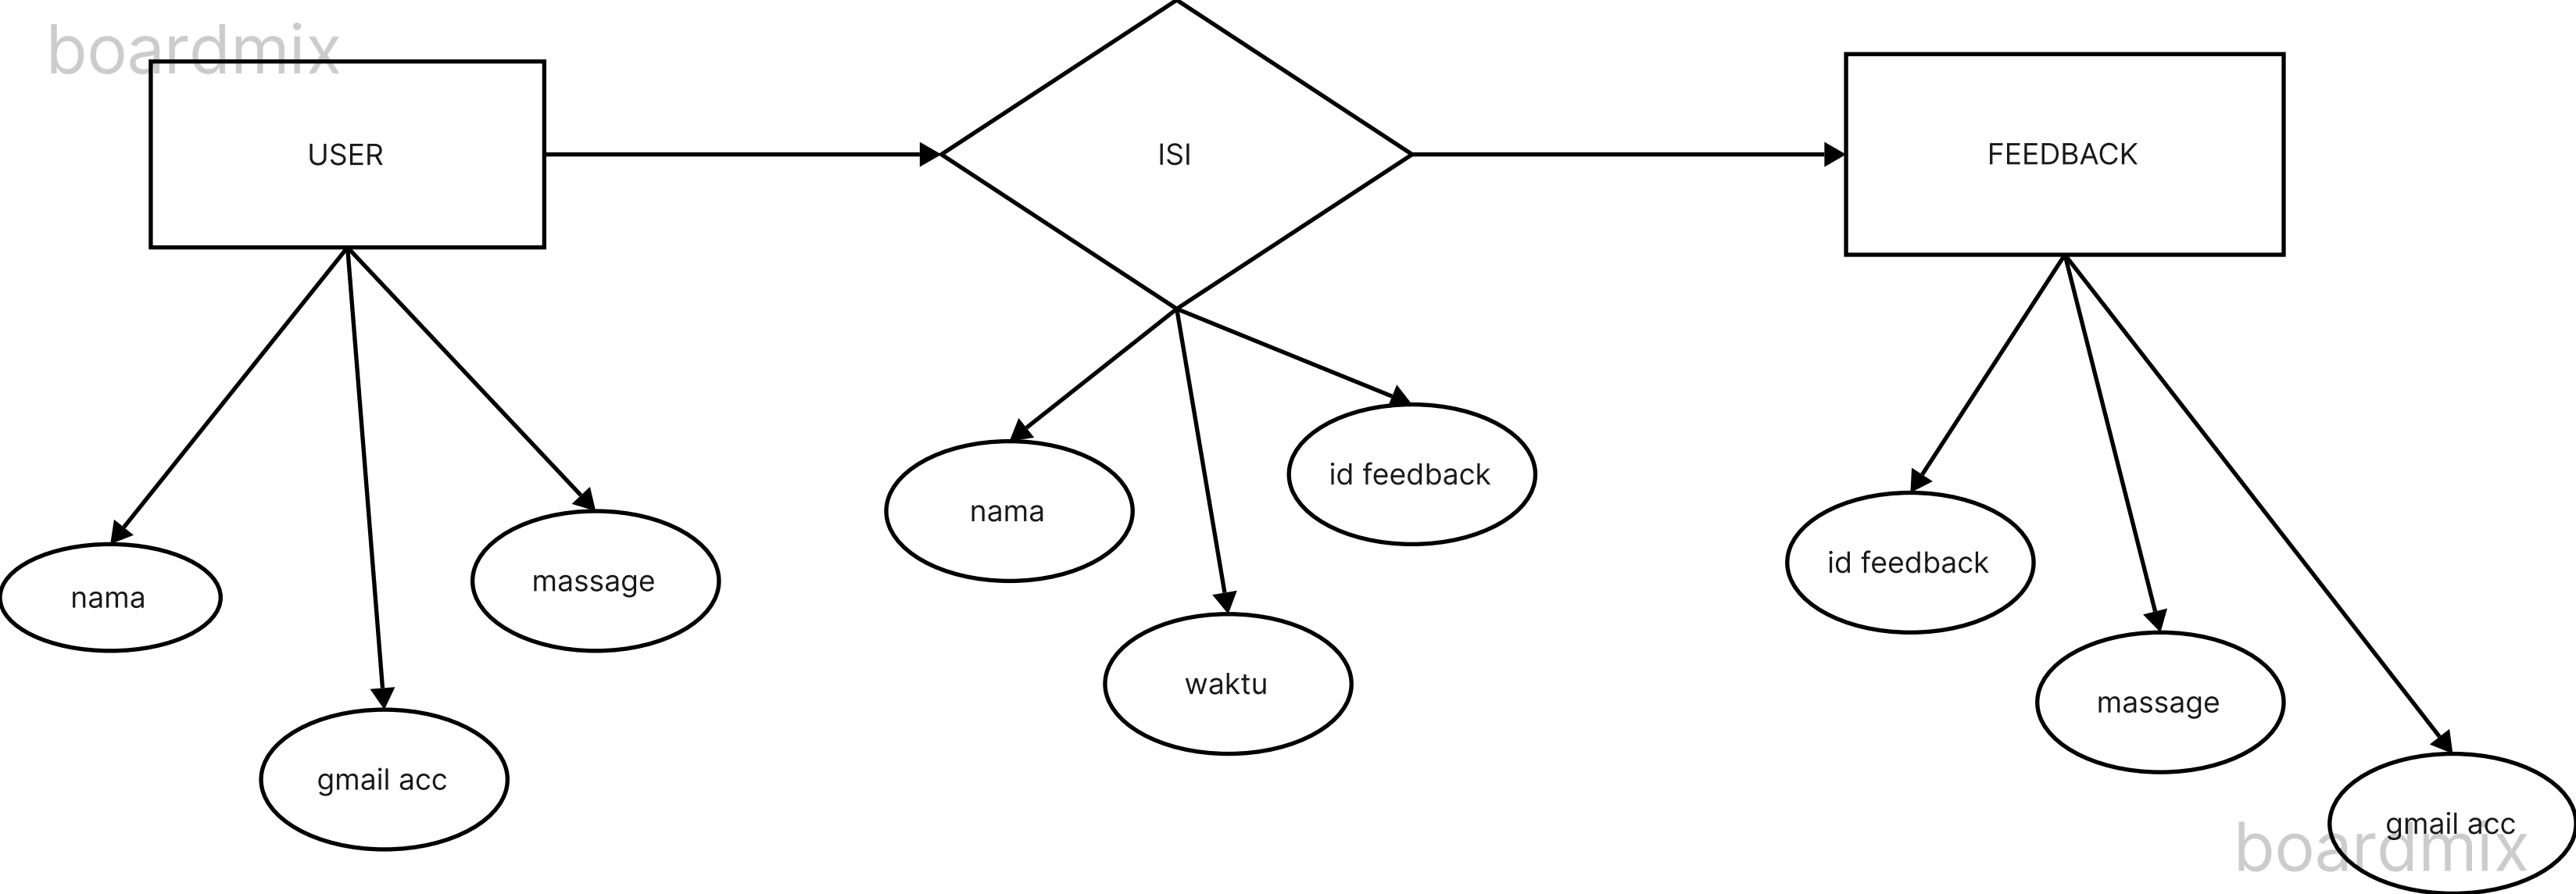 boardmix
USER
ISI
FEEDBACK
nama
gmail acc
massage
nama
waktu
id feedback
id feedback
massage
gmail acc
boardmix